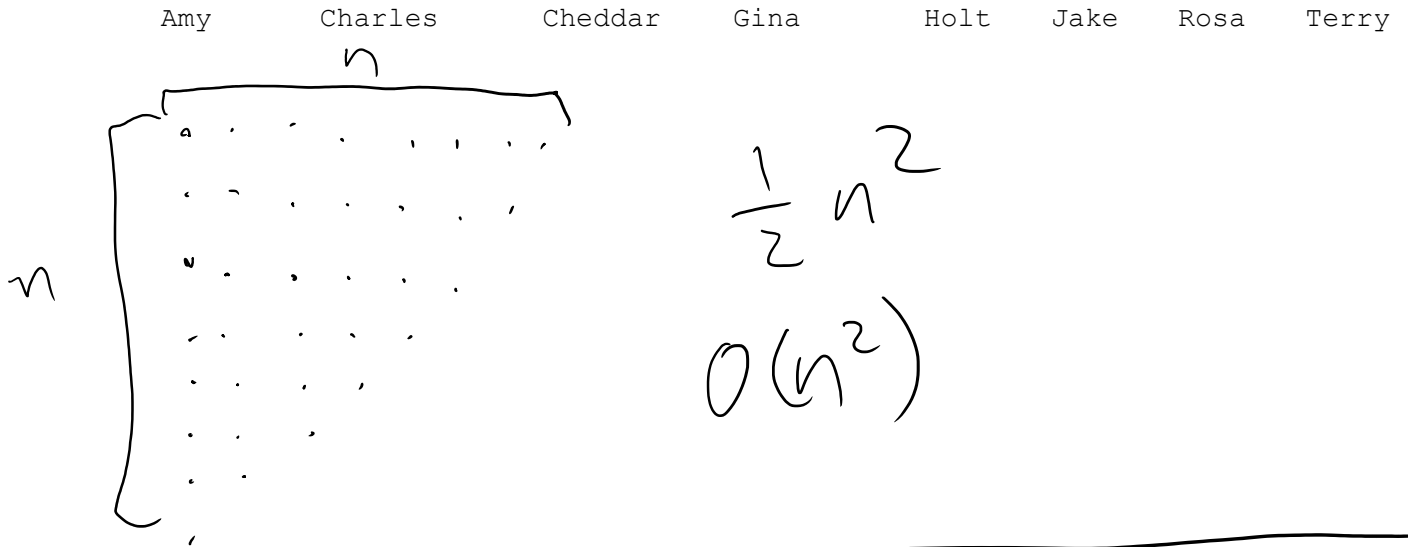 Amy Charles Cheddar Gina Holt Jake Rosa Terry
n
n
1/2 n²
O(n²)